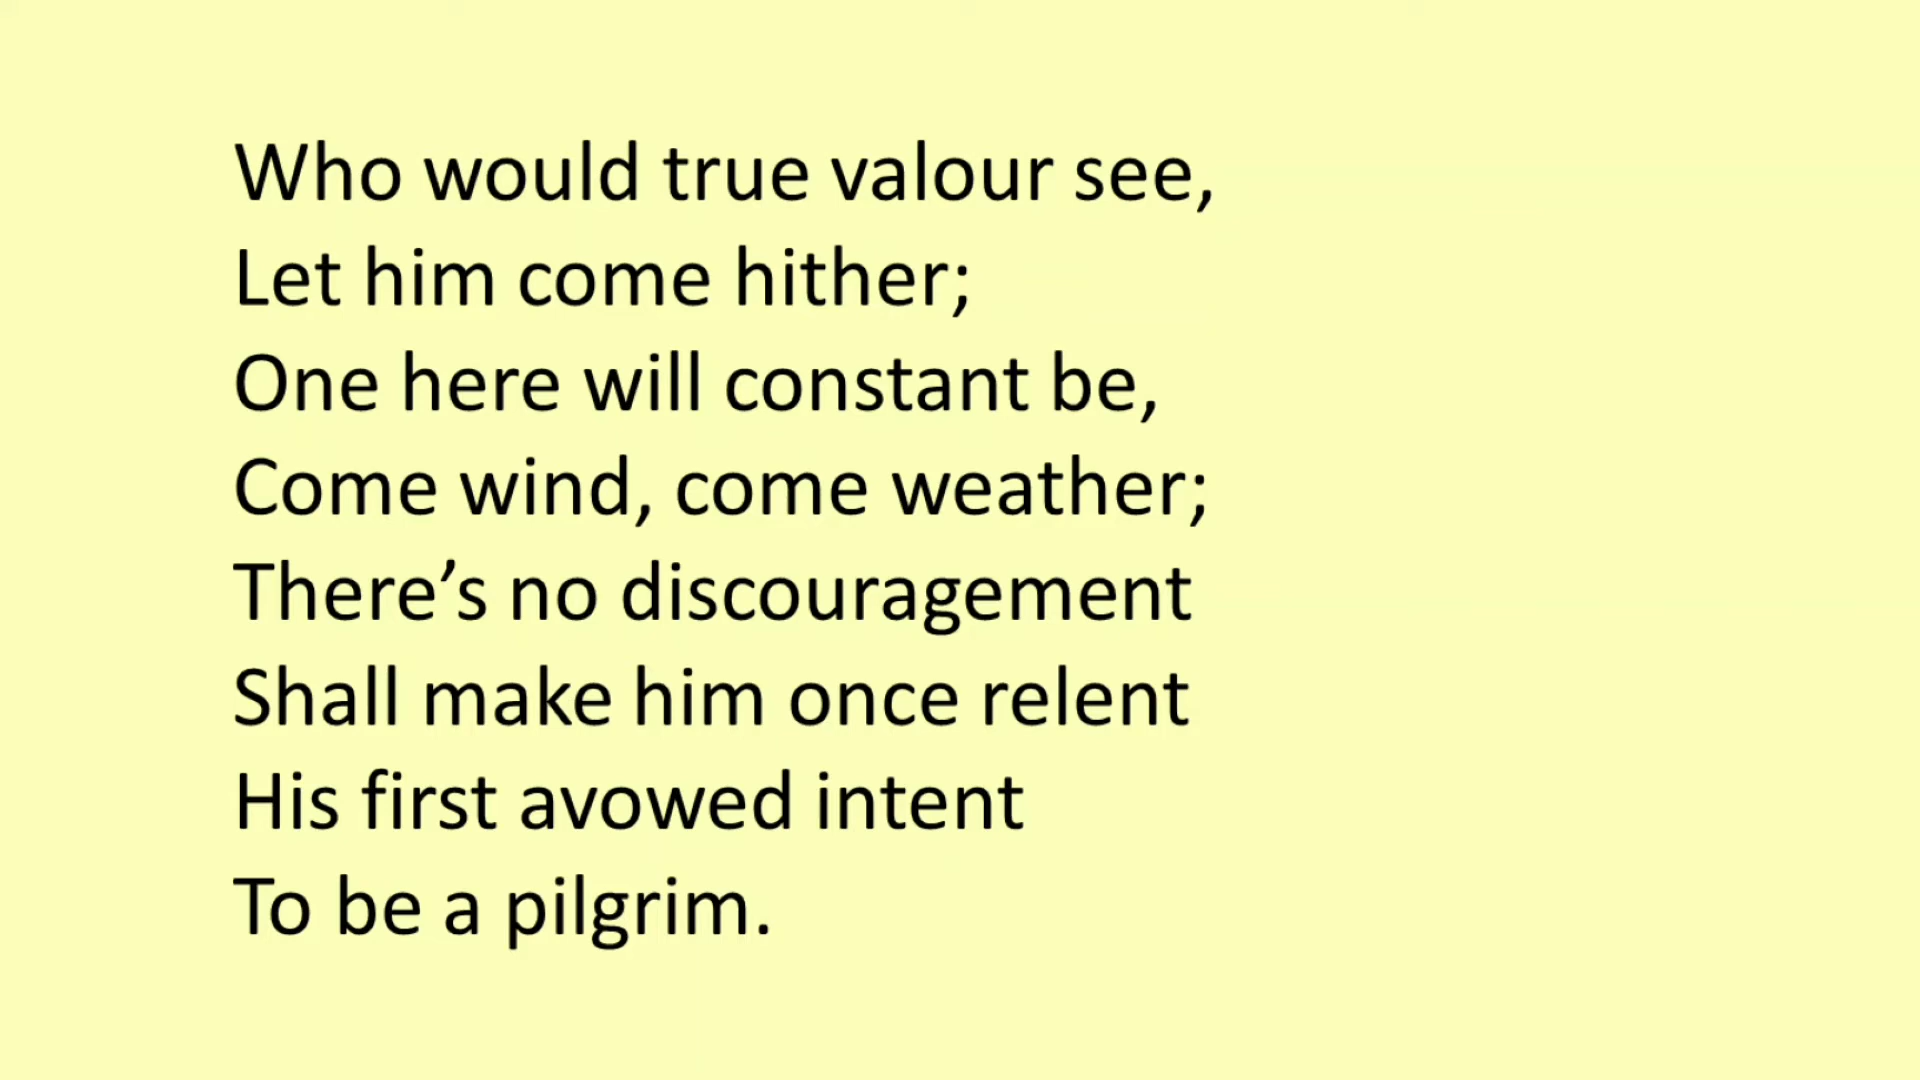 Who would true valour see,
Let him come hither;
One here will constant be,
Come wind, come weather;
There’s no discouragement
Shall make him once relent
His first avowed intent
To be a pilgrim.